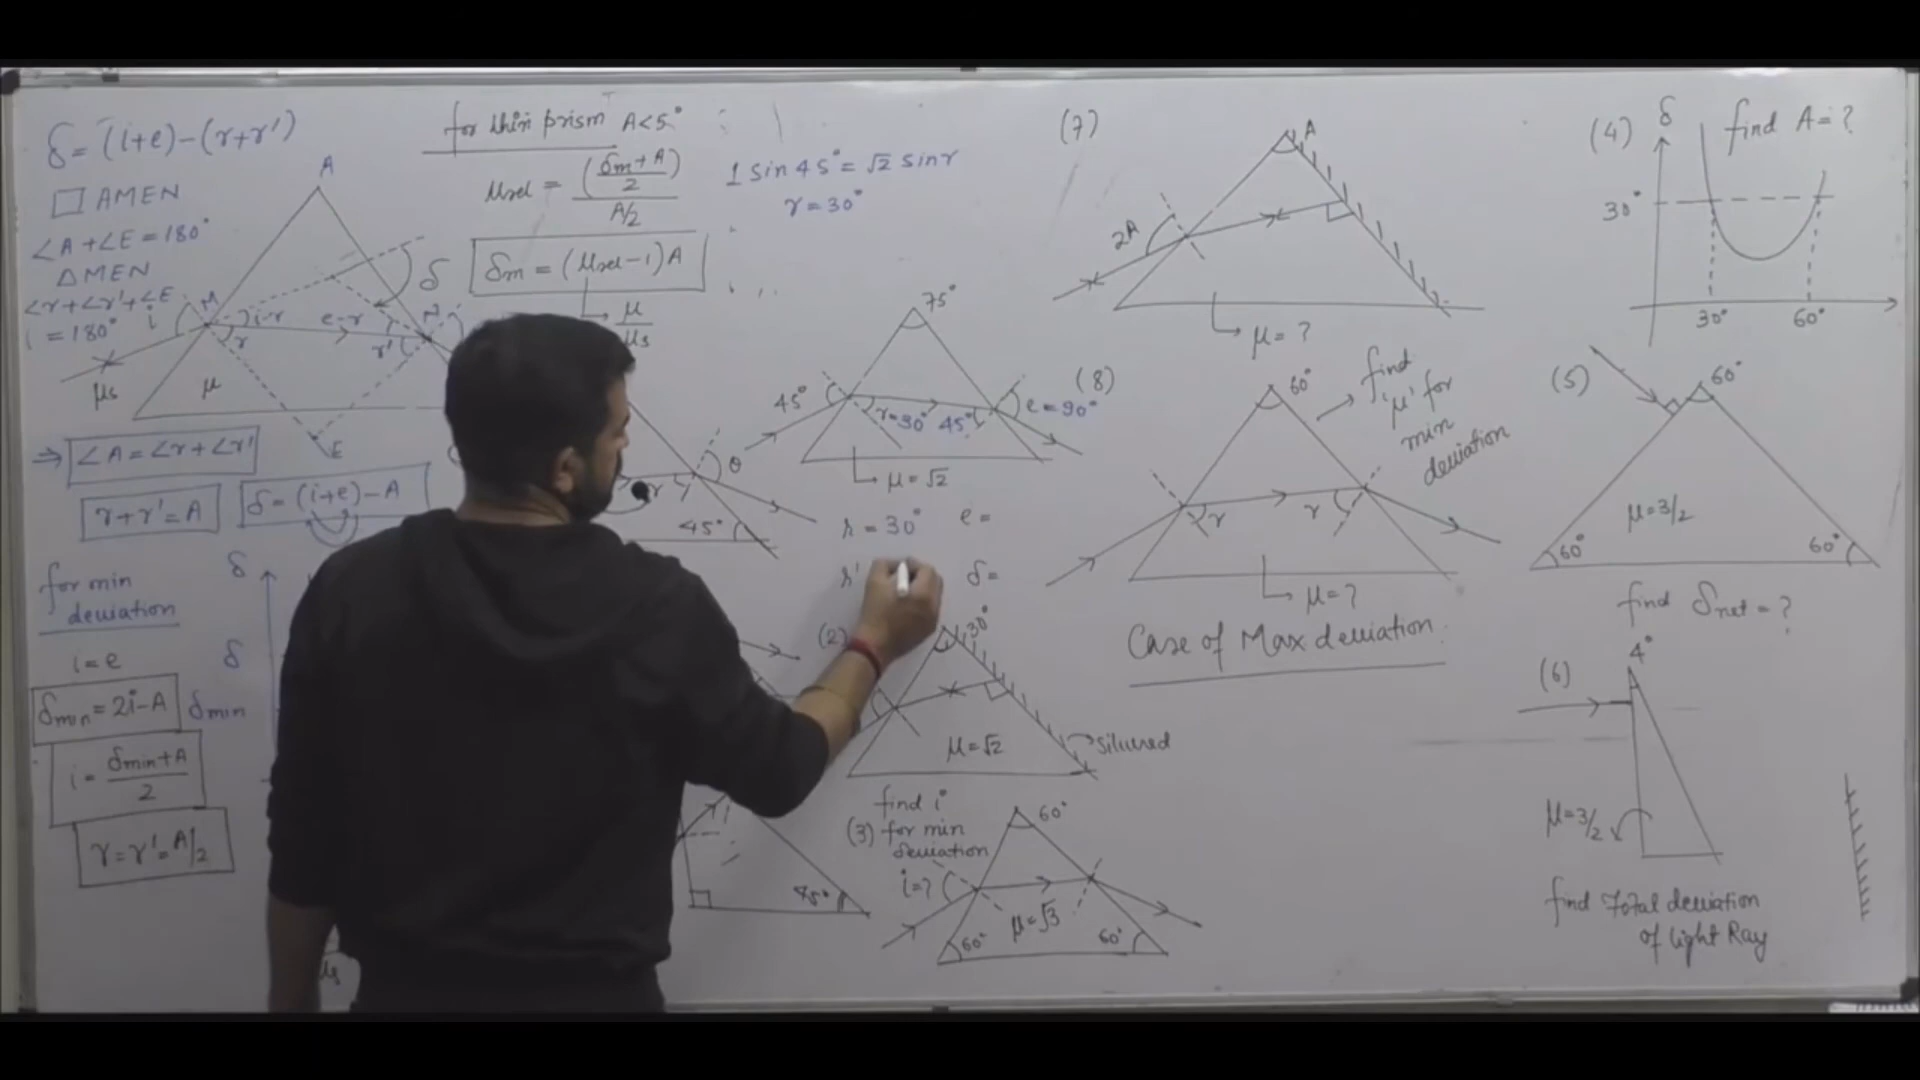 δ = (i+e)-(r+r')
□ AMEN
∠A+∠E = 180°
Δ MEN
∠r+∠r'+∠E
= 180°
A
M
N
E
i
i-r
e-r
r
r'
δ
μs
μ
⇒ ∠A = ∠r + ∠r'
r+r' = A
δ = (i+e)-A
for min
deviation
i = e
δmin = 2i-A
i = δmin+A
2
r = r' = A/2
δ
δ
δmin
for thin prism A<5°
μrel = (δm+A
2)
A/2
δm = (μrel-1)A
μ
μs
1 sin 45° = √2 sin r
r = 30°
75°
45°
r=30°
45°
e=90°
μ=√2
r = 30°
e =
r'
δ =
θ
r
45°
45°
(2)
30°
μ=√2
silvered
find i
(3) for min
deviation
i=?
60°
μ=√3
60°
60°
(7)
A
2A
μ = ?
(8)
60°
find
'μ' for
min
deviation
r
r
μ=?
Case of Max deviation
(4)
δ
find A=?
30°
30°
60°
(5)
60°
μ=3/2
60°
60°
find δnet = ?
(6)
4°
μ=3/2
find Total deviation
of light Ray